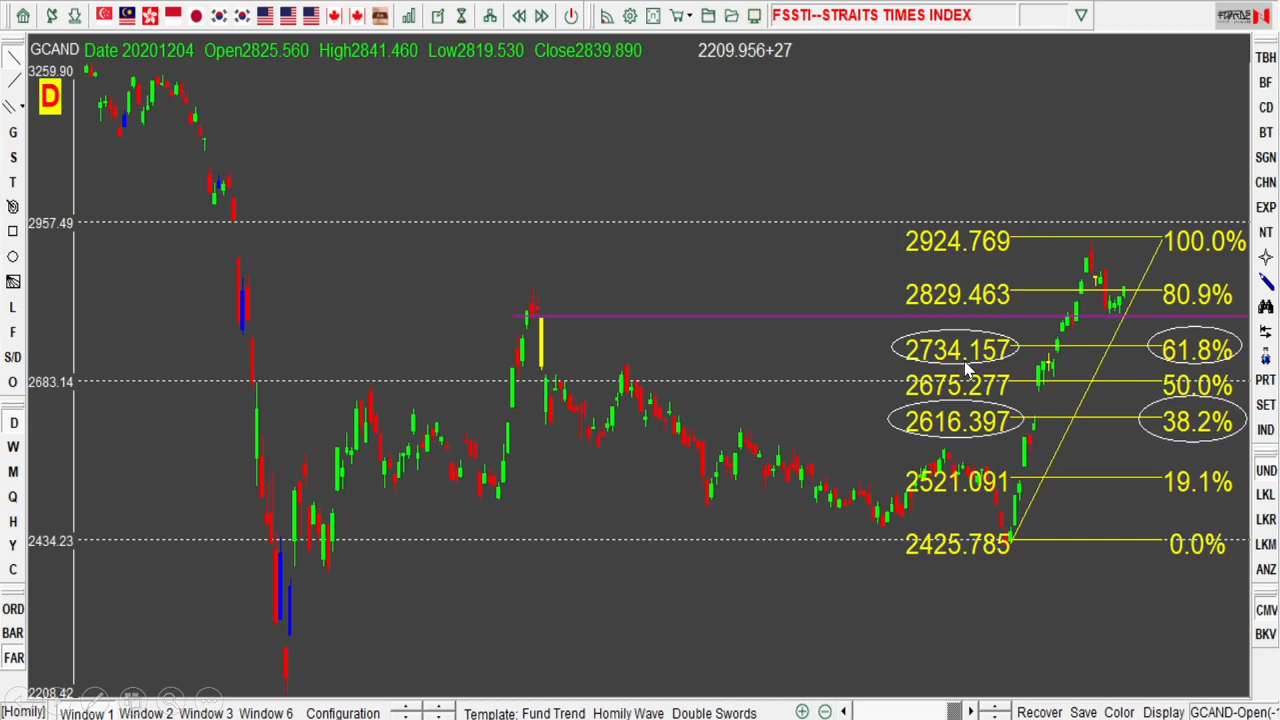 FSSTI--STRAITS TIMES INDEX
GCAND Date 20201204 Open2825.560 High2841.460 Low2819.530 Close2839.890 2209.956+27
3259.90
D
2957.49
2683.14
2434.23
2208.42
2924.769 100.0%
2829.463 80.9%
2734.157 61.8%
2675.277 50.0%
2616.397 38.2%
2521.091 19.1%
2425.785 0.0%
G
S
T
L
F
S/D
O
D
W
M
Q
H
Y
C
ORD
BAR
FAR
TBH
BF
CD
BT
SGN
CHN
EXP
NT
PRT
SET
IND
UND
LKL
LKR
LKM
ANZ
CMV
BKV
[Homily] Window 1 Window 2 Window 3 Window 6 Configuration Template: Fund Trend Homily Wave Double Swords Recover Save Color Display GCAND-Open(-1